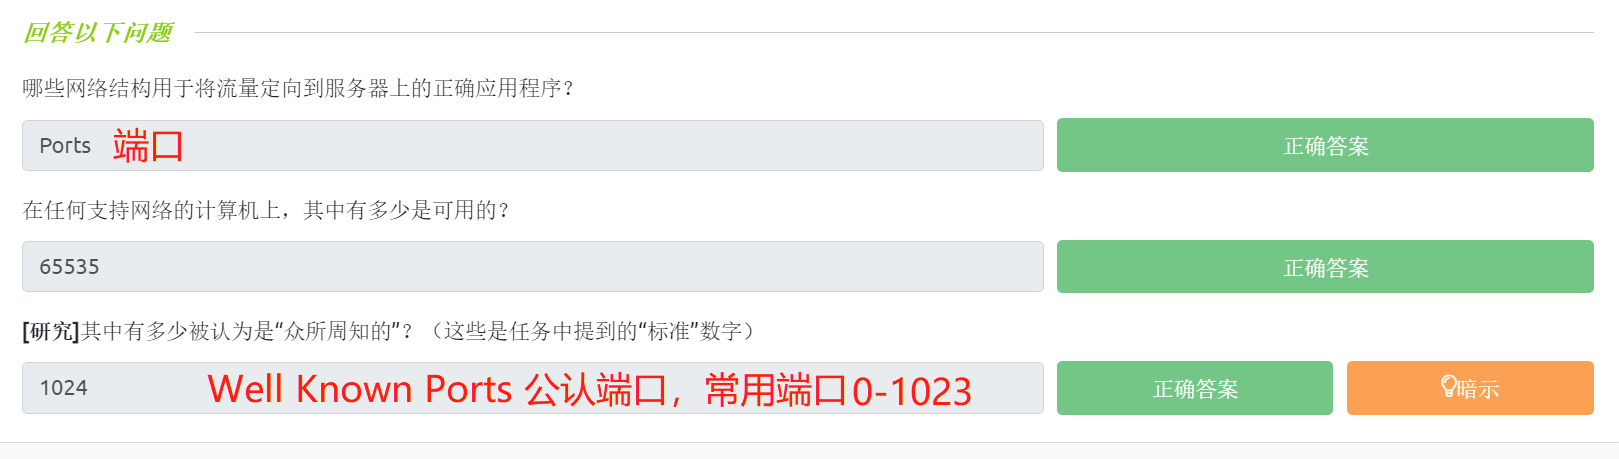 回答以下问题
哪些网络结构用于将流量定向到服务器上的正确应用程序？
Ports 端口 正确答案
在任何支持网络的计算机上，其中有多少是可用的？
65535 正确答案
[研究]其中有多少被认为是“众所周知的”？（这些是任务中提到的“标准”数字）
1024 Well Known Ports 公认端口，常用端口0-1023 正确答案 暗示